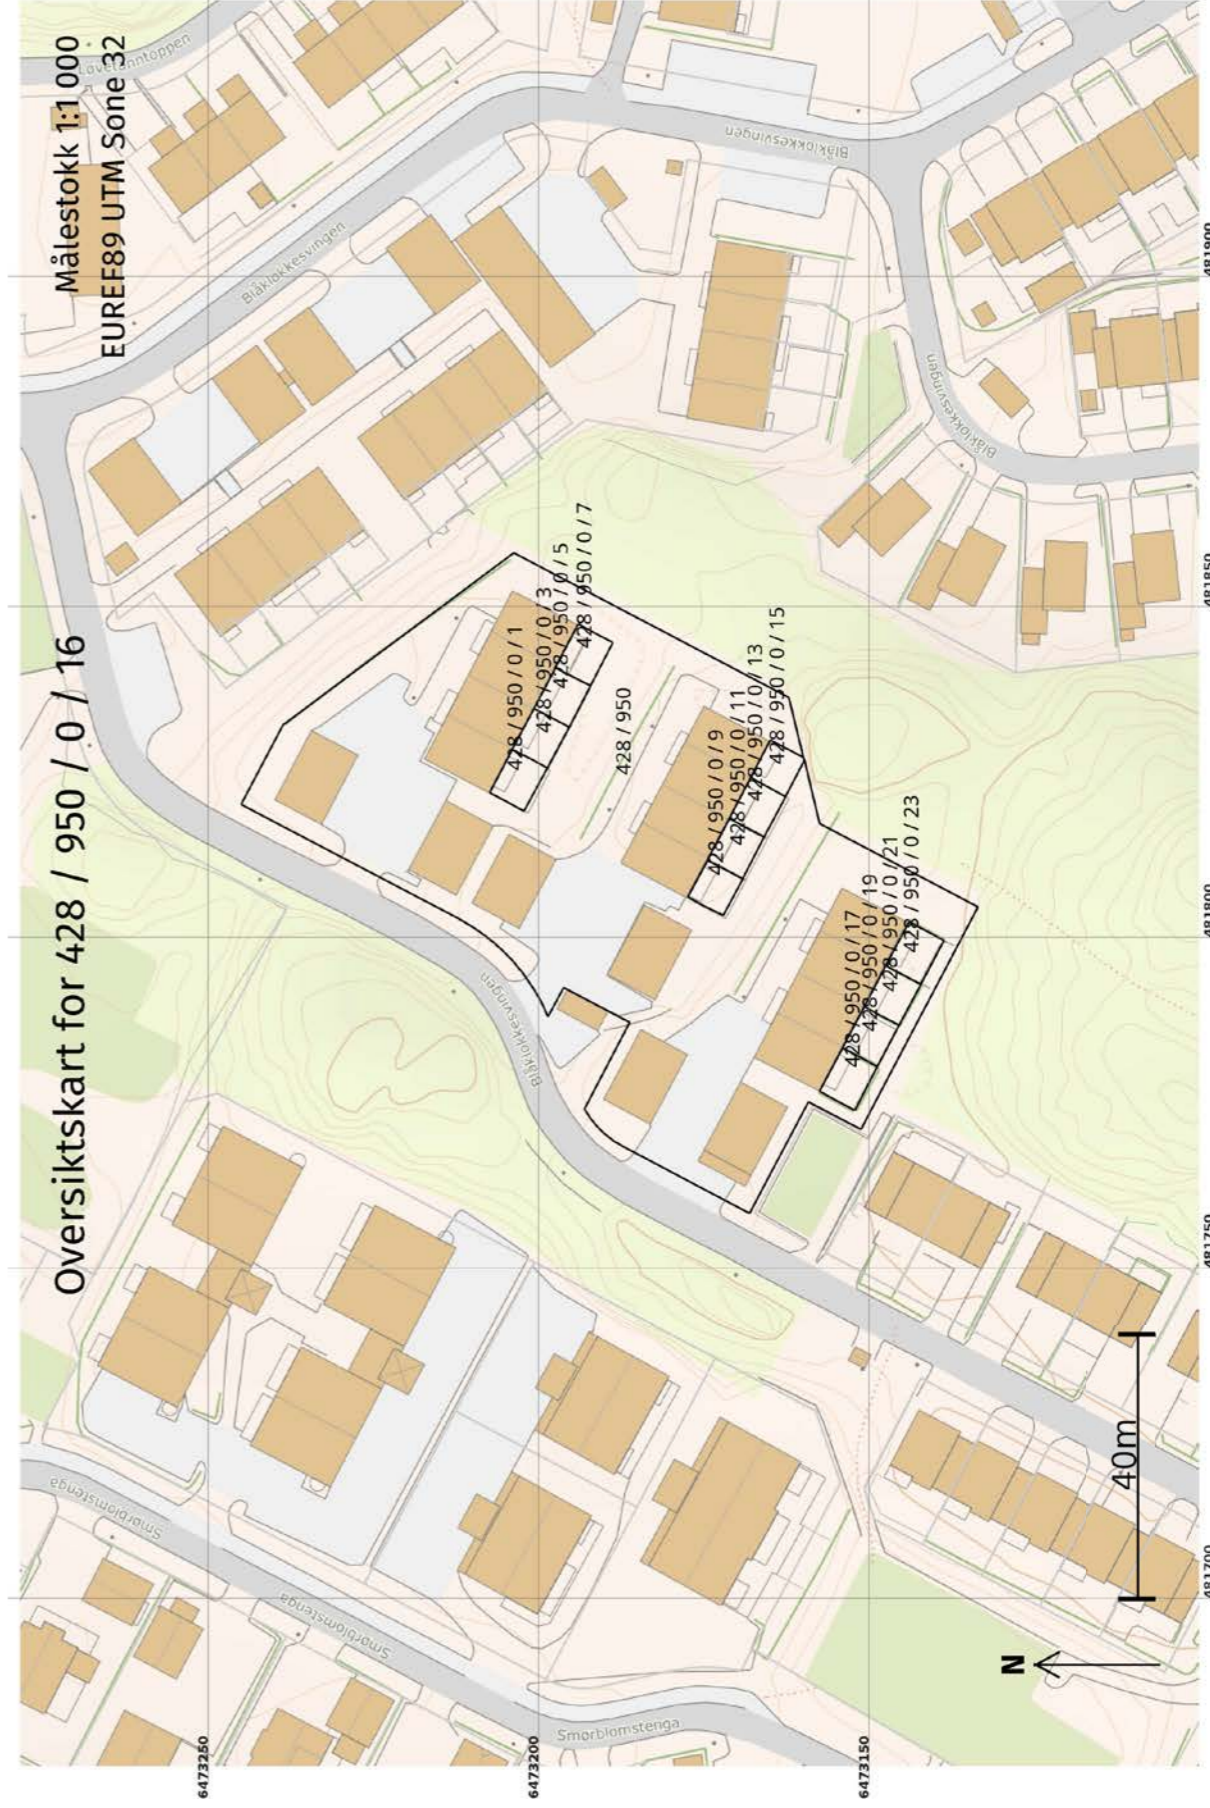 Oversiktskart for 428 / 950 / 0 / 16
Målestokk 1:1 000
EUREF89 UTM Sone 32
Løvetanntoppen
Blåklokkesvingen
Blåklokkesvingen
Blåklokkesvingen
Blåklokkesvingen
Smørblomstenga
Smørblomstenga
Smørblomstenga
428 / 950 / 0 / 1
428 / 950 / 0 / 3
428 / 950 / 0 / 5
428 / 950 / 0 / 7
428 / 950
428 / 950 / 0 / 9
428 / 950 / 0 / 11
428 / 950 / 0 / 13
428 / 950 / 0 / 15
428 / 950 / 0 / 17
428 / 950 / 0 / 19
428 / 950 / 0 / 21
428 / 950 / 0 / 23
6473250
6473200
6473150
N
40m
481700
481750
481800
481850
481900